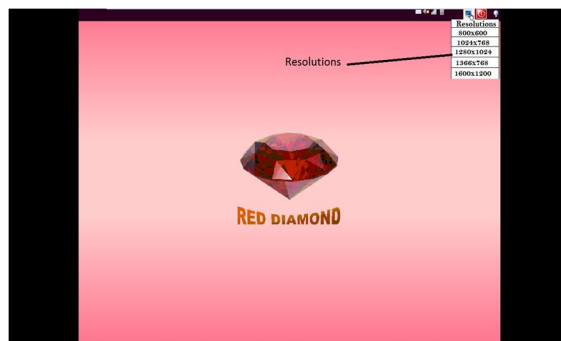 Resolutions
800x600
1024x768
1280x1024
1366x768
1600x1200
Resolutions
RED DIAMOND